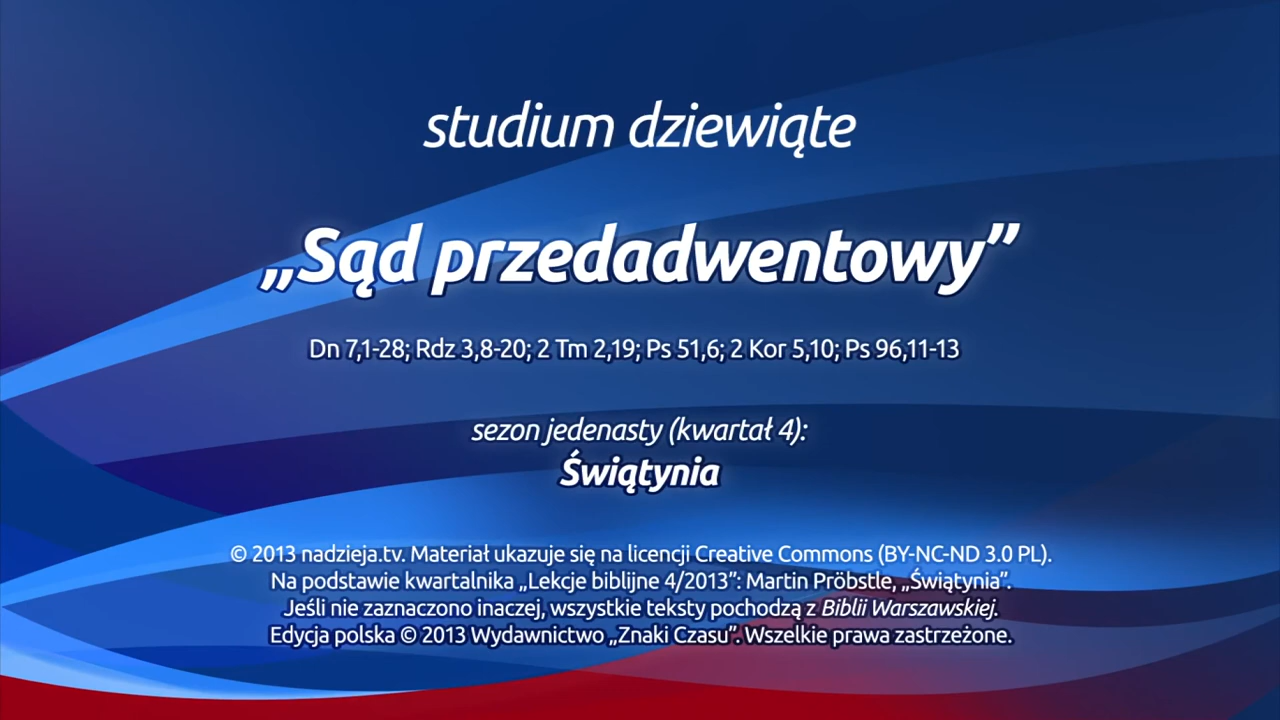 studium dziewiąte
„Sąd przedadwentowy”
Dn 7,1-28; Rdz 3,8-20; 2 Tm 2,19; Ps 51,6; 2 Kor 5,10; Ps 96,11-13
sezon jedenasty (kwartał 4):
Świątynia
© 2013 nadzieja.tv. Materiał ukazuje się na licencji Creative Commons (BY-NC-ND 3.0 PL).
Na podstawie kwartalnika „Lekcje biblijne 4/2013”: Martin Pröbstle, „Świątynia”.
Jeśli nie zaznaczono inaczej, wszystkie teksty pochodzą z Biblii Warszawskiej.
Edycja polska © 2013 Wydawnictwo „Znaki Czasu”. Wszelkie prawa zastrzeżone.